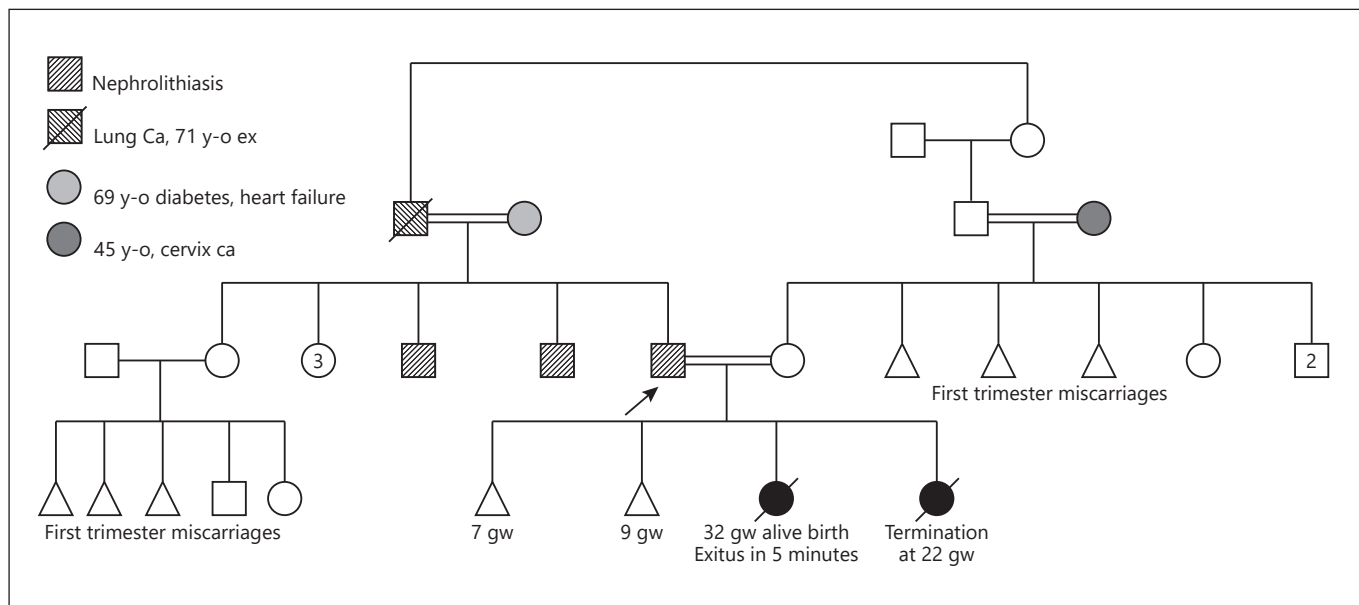 Nephrolithiasis
Lung Ca, 71 y-o ex
69 y-o diabetes, heart failure
45 y-o, cervix ca
3
2
First trimester miscarriages
First trimester miscarriages
7 gw
9 gw
32 gw alive birth
Exitus in 5 minutes
Termination
at 22 gw